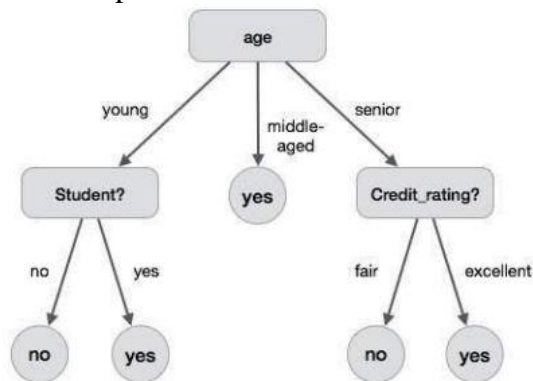 age
young
middle-
aged
senior
Student?
yes
Credit_rating?
no
yes
fair
excellent
no
yes
no
yes